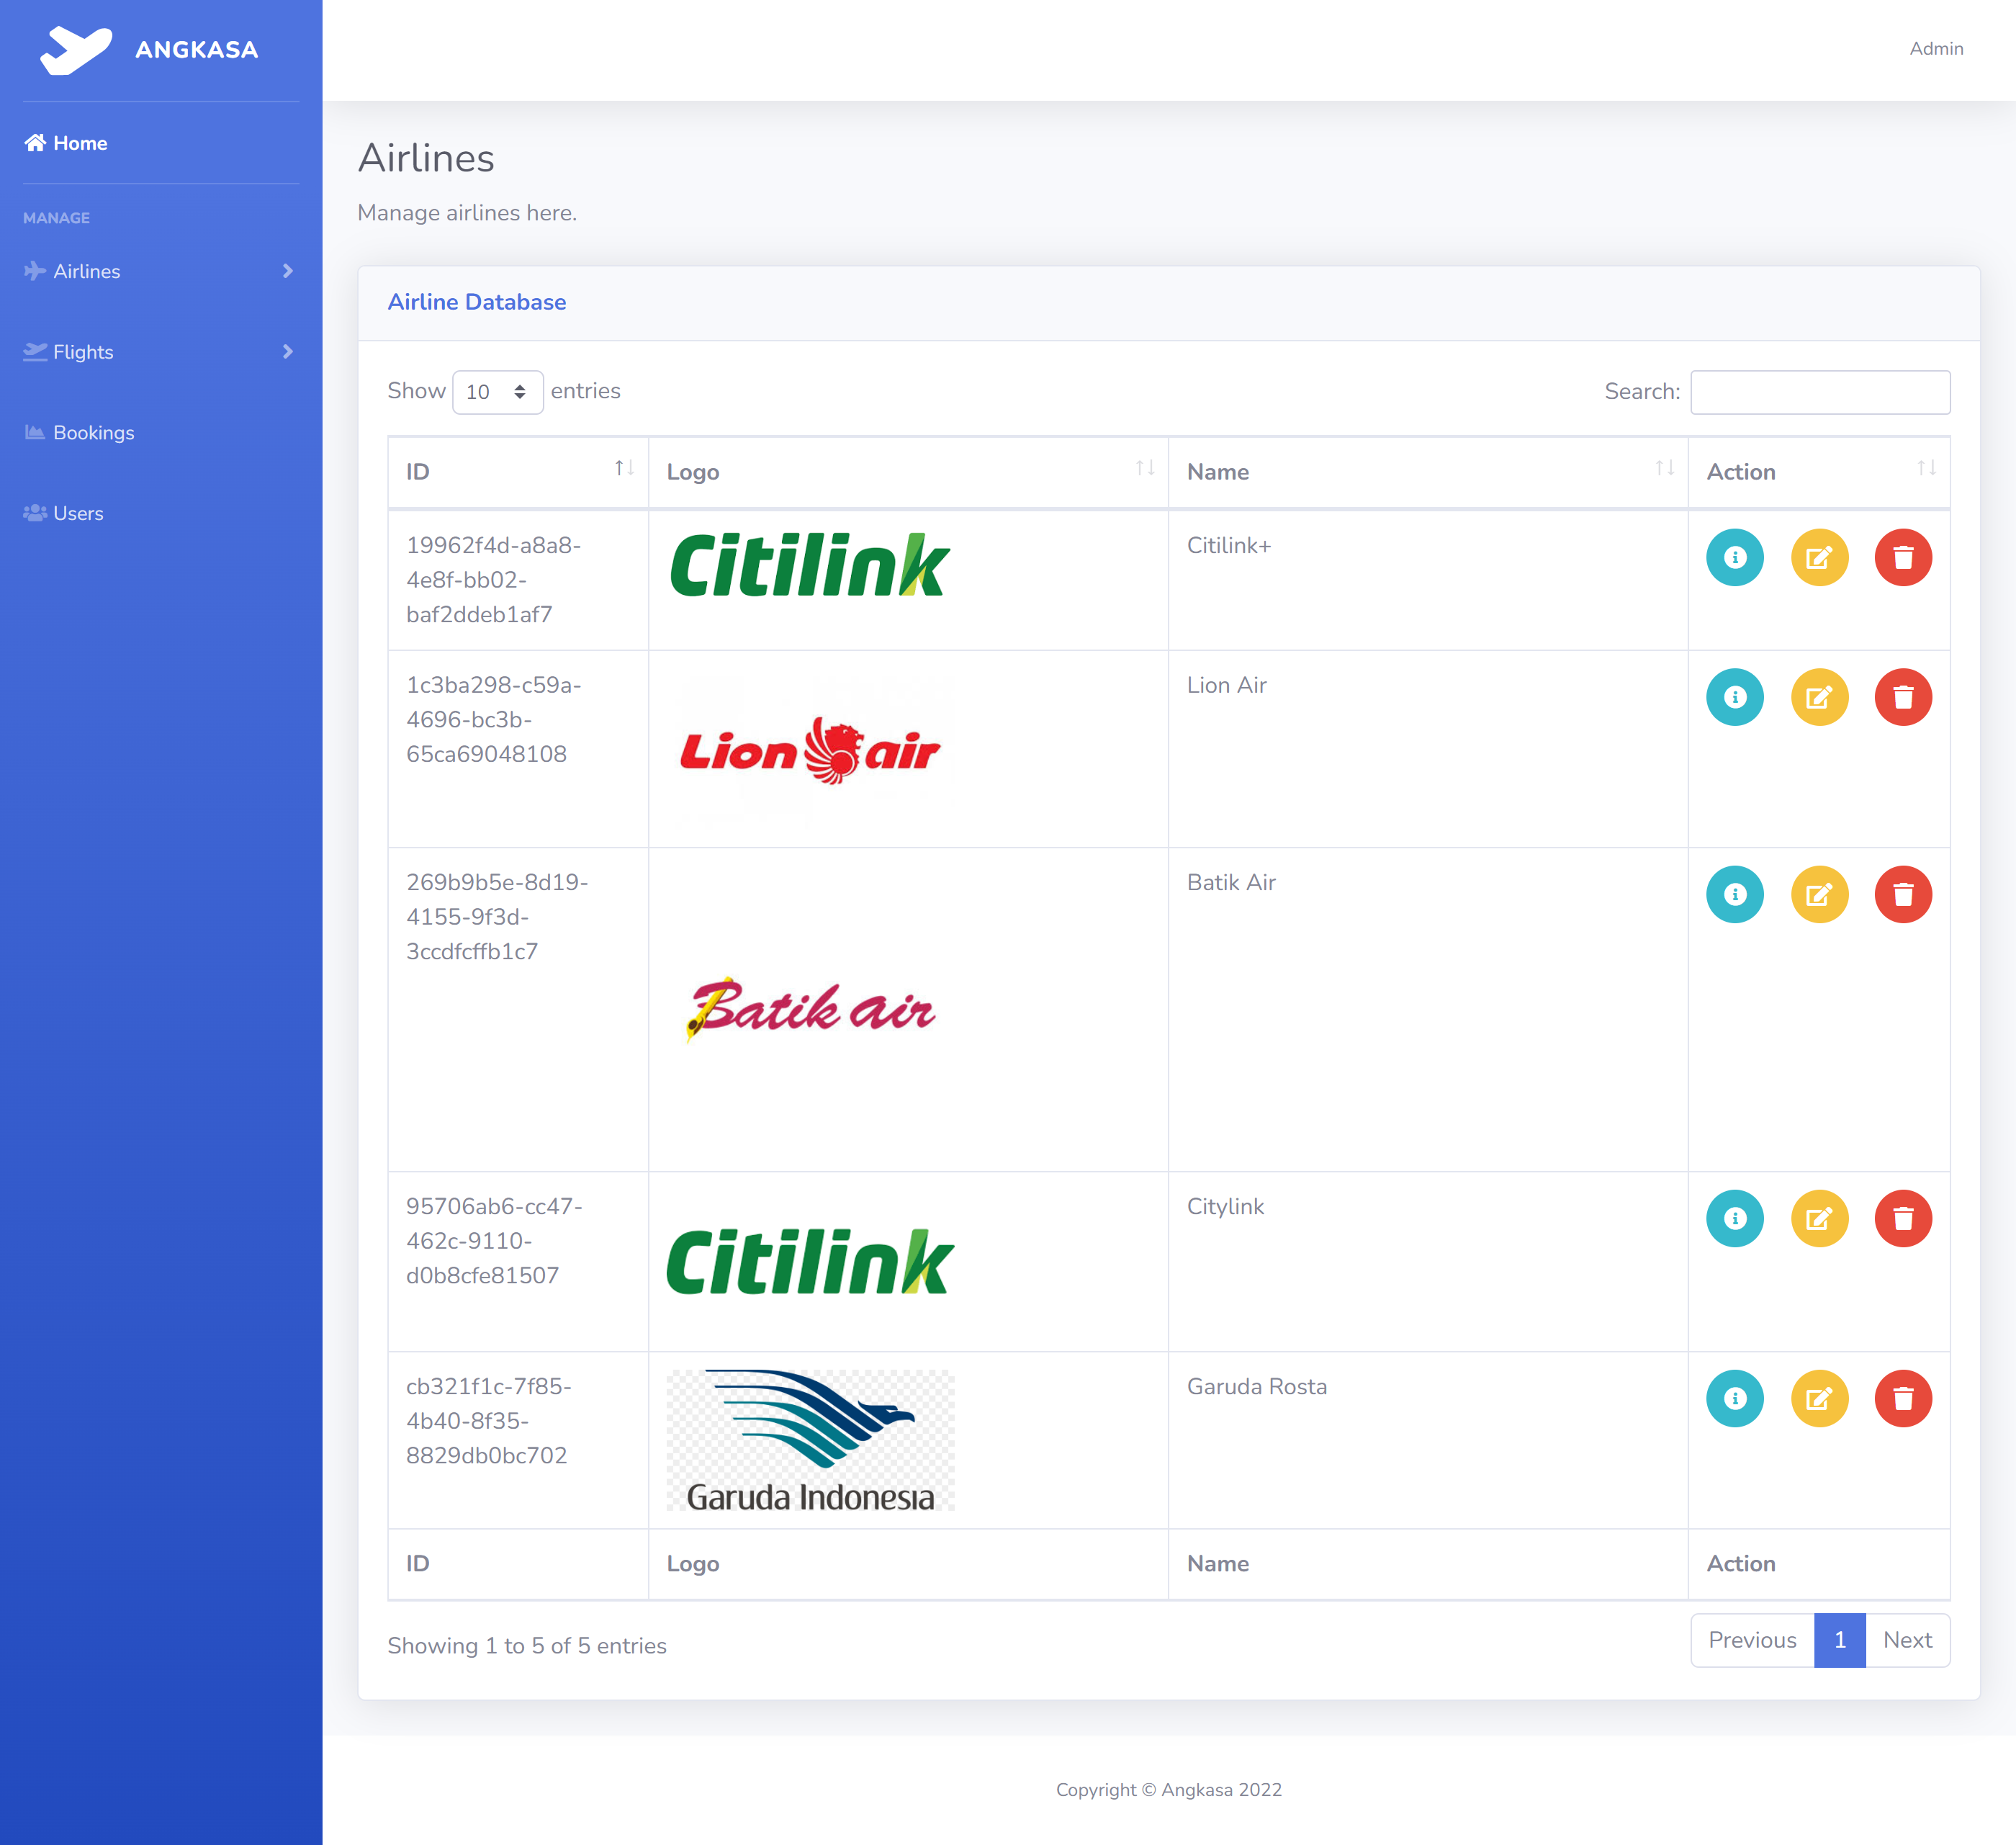 ANGKASA
Admin
Home
MANAGE
Airlines
Flights
Bookings
Users
Airlines
Manage airlines here.
Airline Database
Show 10 entries
Search:
ID Logo Name Action
19962f4d-a8a8-
4e8f-bb02-
baf2ddeb1af7
Citilink
Citilink+
1c3ba298-c59a-
4696-bc3b-
65ca69048108
Lion air
Lion Air
269b9b5e-8d19-
4155-9f3d-
3ccdfcffb1c7
Batik air
Batik Air
95706ab6-cc47-
462c-9110-
d0b8cfe81507
Citilink
Citylink
cb321f1c-7f85-
4b40-8f35-
8829db0bc702
Garuda Indonesia
Garuda Rosta
ID Logo Name Action
Showing 1 to 5 of 5 entries
Previous 1 Next
Copyright © Angkasa 2022